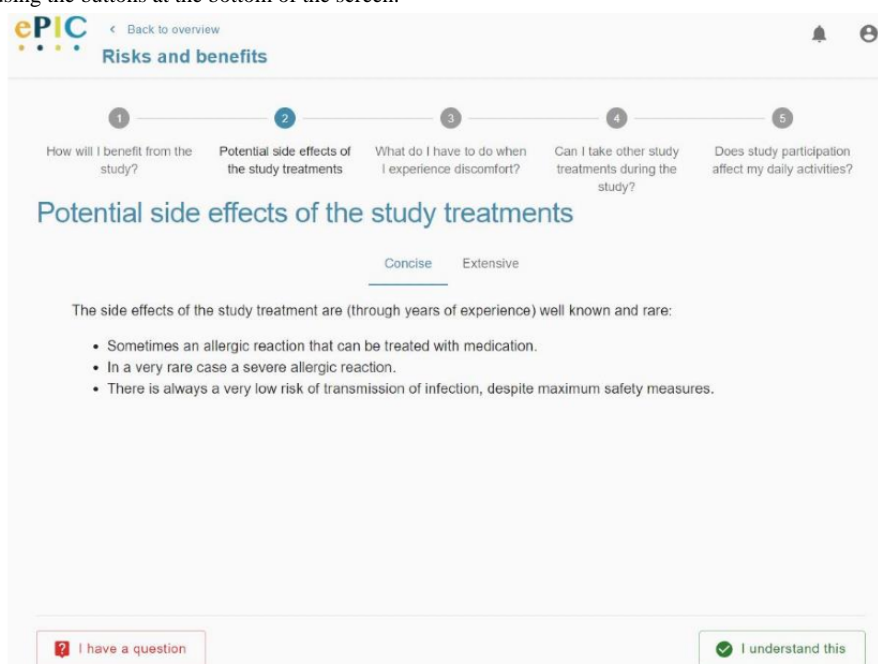 using the buttons at the bottom of the screen.
ePIC
< Back to overview
Risks and benefits
1 2 3 4 5
How will I benefit from the study?
Potential side effects of the study treatments
What do I have to do when I experience discomfort?
Can I take other study treatments during the study?
Does study participation affect my daily activities?
Potential side effects of the study treatments
Concise Extensive
The side effects of the study treatment are (through years of experience) well known and rare:
• Sometimes an allergic reaction that can be treated with medication.
• In a very rare case a severe allergic reaction.
• There is always a very low risk of transmission of infection, despite maximum safety measures.
? I have a question
I understand this